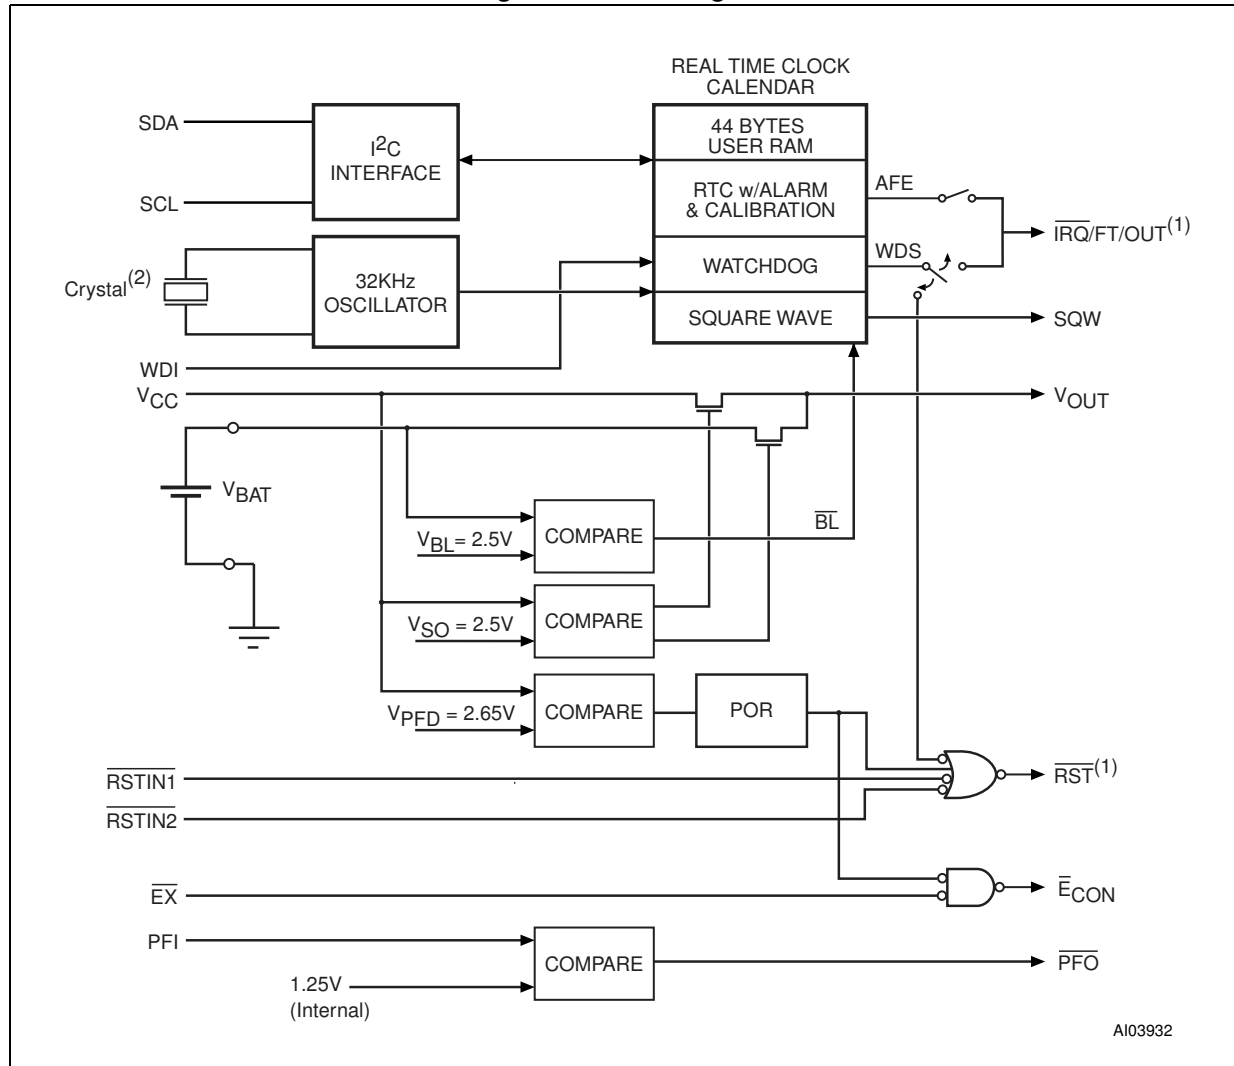 REAL TIME CLOCK
CALENDAR
SDA
SCL
I2C
INTERFACE
44 BYTES
USER RAM
RTC w/ALARM
& CALIBRATION
WATCHDOG
SQUARE WAVE
AFE
WDS
IRQ/FT/OUT(1)
SQW
Crystal(2)
32KHz
OSCILLATOR
WDI
VCC
VOUT
VBAT
VBL= 2.5V
COMPARE
BL
VSO = 2.5V
COMPARE
VPFD = 2.65V
COMPARE
POR
RSTIN1
RSTIN2
RST(1)
EX
ECON
PFI
1.25V
(Internal)
COMPARE
PFO
AI03932